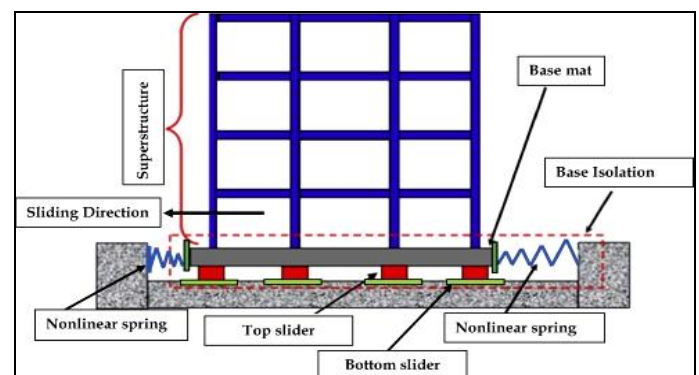 Superstructure
Base mat
Base Isolation
Sliding Direction
Nonlinear spring
Top slider
Nonlinear spring
Bottom slider